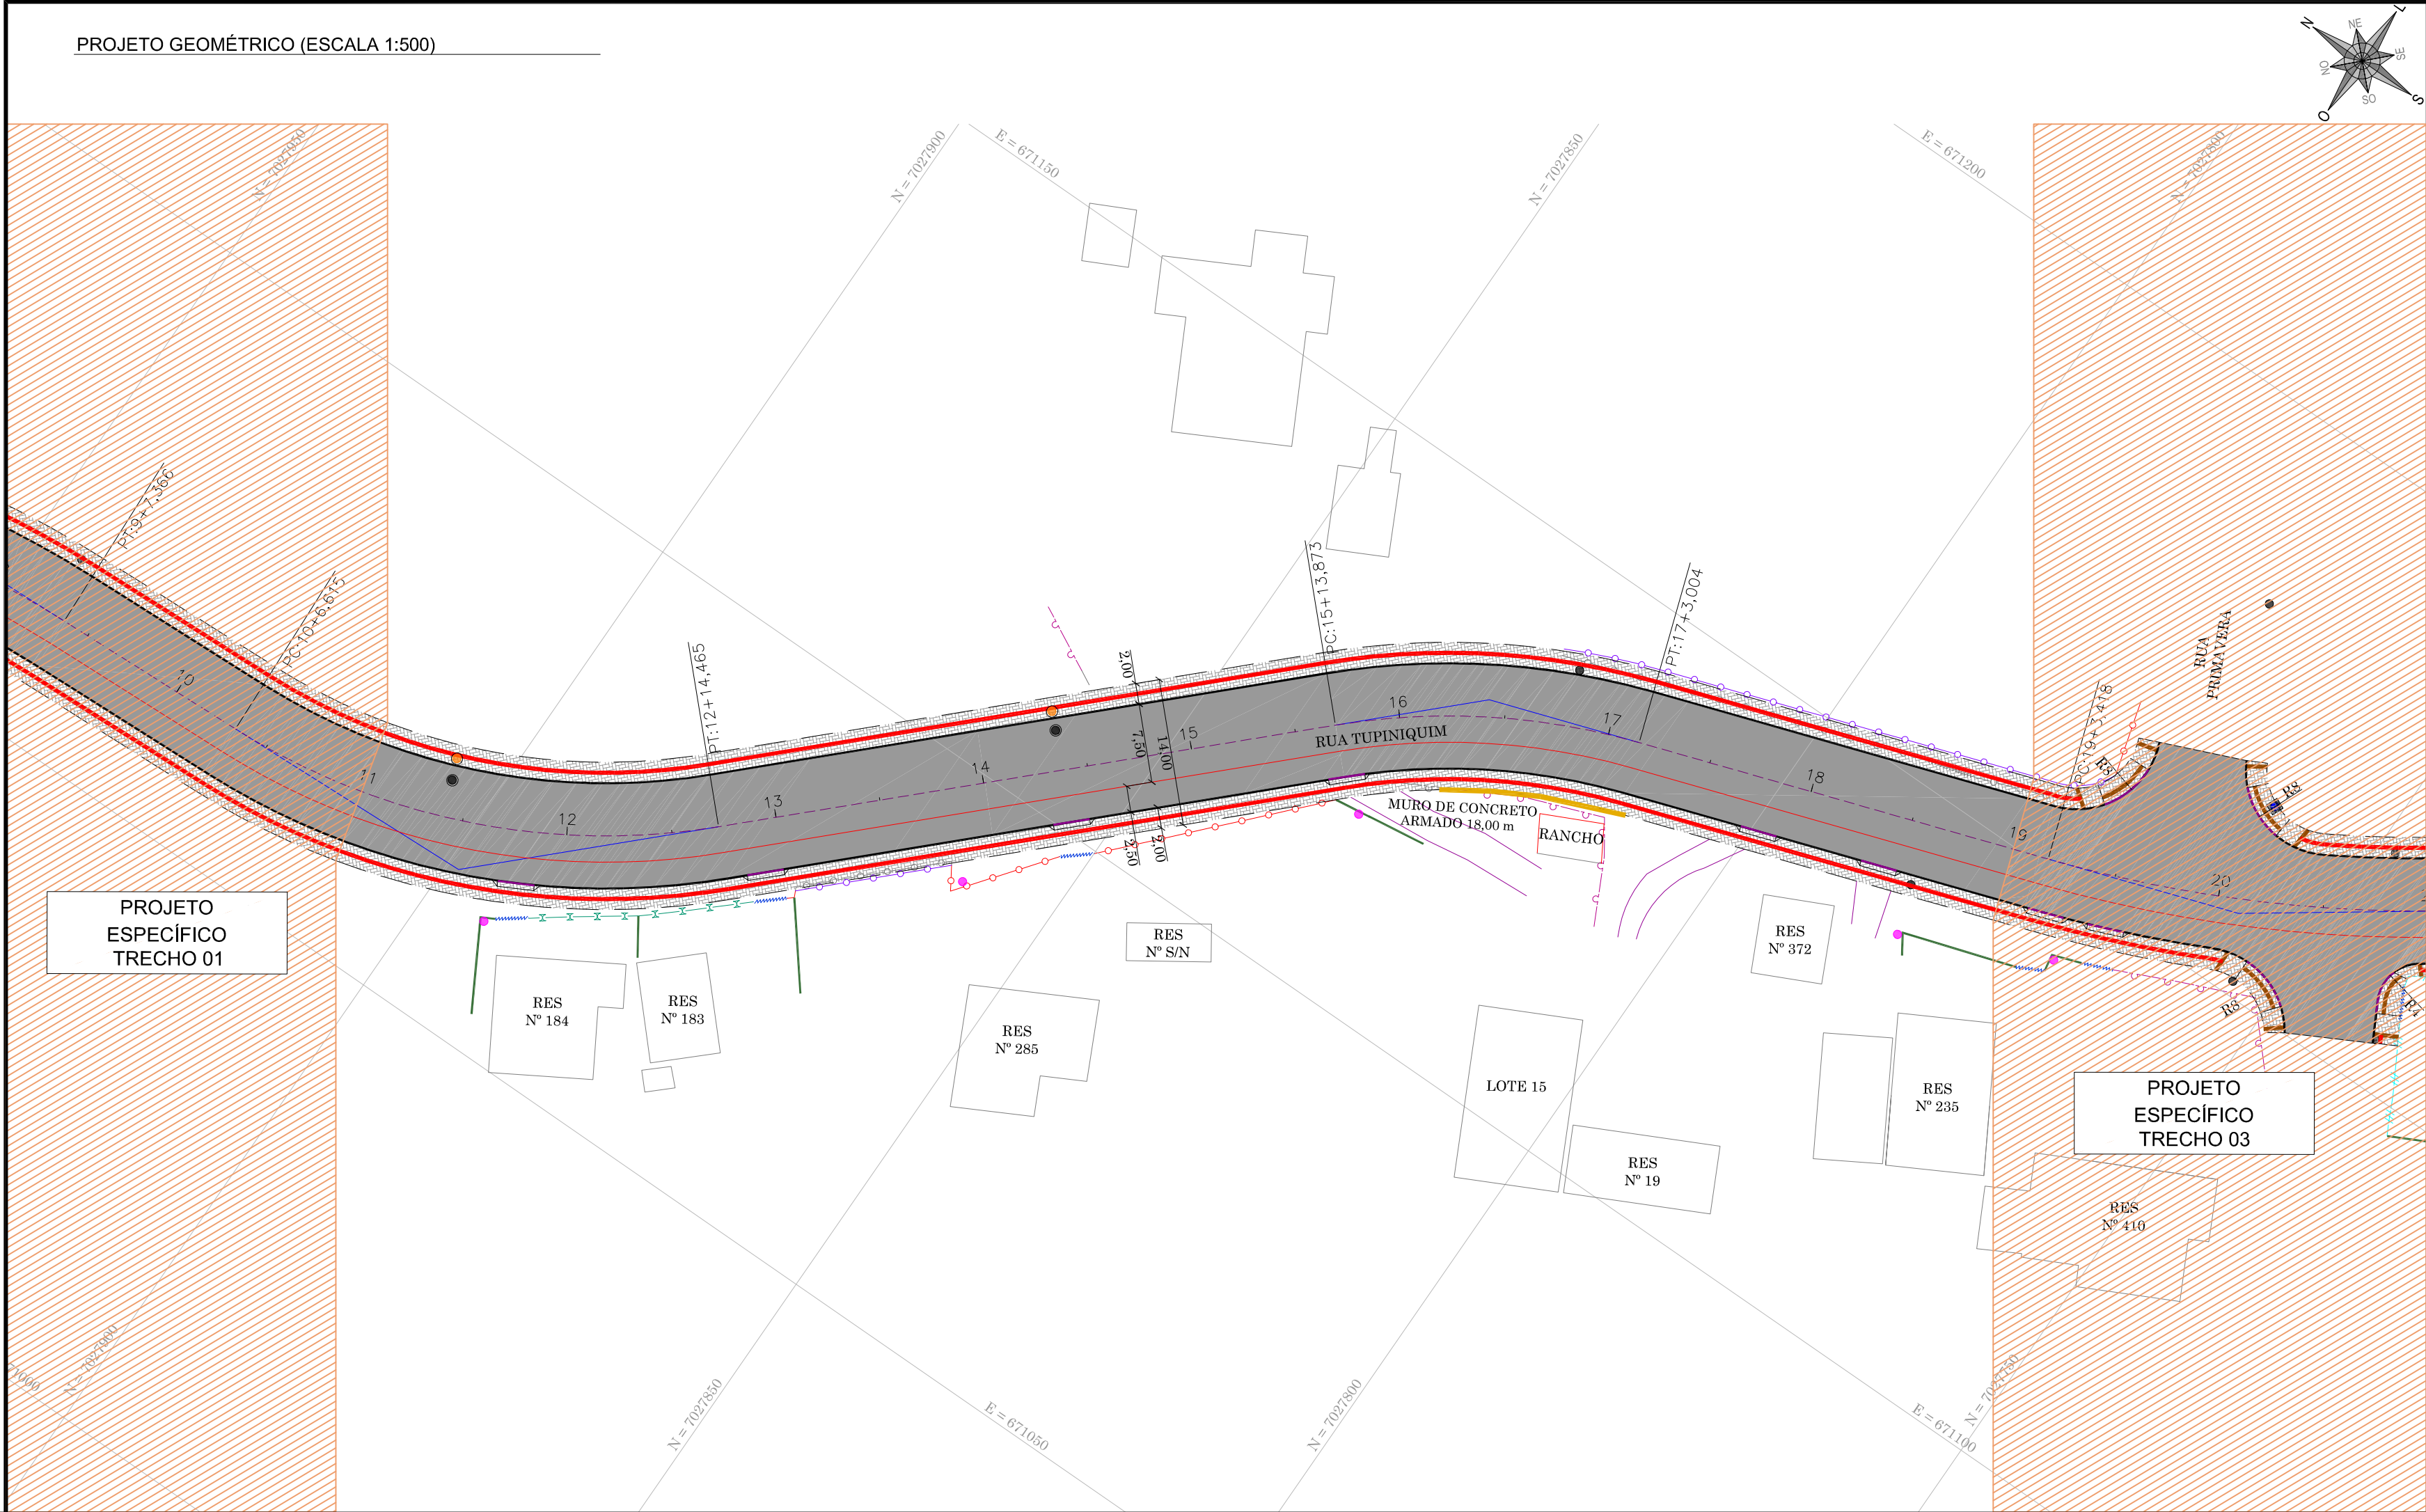 PROJETO GEOMÉTRICO (ESCALA 1:500)
N
NE
L
SE
S
SO
O
NO
N = 7027950
N = 7027900
E = 671150
N = 7027850
E = 671200
N = 7027800
PT:9+7,366
PC:10+6,615
PT:12+14,465
PC:15+13,873
PT:17+3,004
PC:19+3,418
RUA
PRIMAVERA
10
11
12
13
14
15
16
17
18
19
20
2,00
7,50
14,00
2,50
2,00
RUA TUPINIQUIM
MURO DE CONCRETO
ARMADO 18,00 m
RANCHO
R8
R8
R8
R4
PROJETO
ESPECÍFICO
TRECHO 01
RES
Nº 184
RES
Nº 183
RES
Nº S/N
RES
Nº 285
RES
Nº 372
LOTE 15
RES
Nº 19
RES
Nº 235
PROJETO
ESPECÍFICO
TRECHO 03
RES
Nº 410
N = 7027900
N = 7027850
E = 671050
N = 7027800
E = 671100
N = 7027750